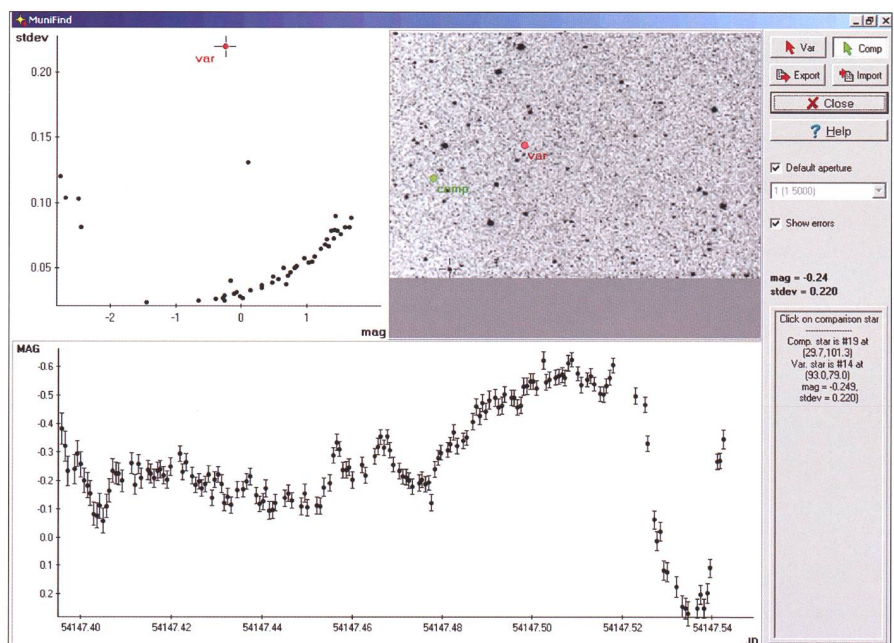 MuniFind
stdev
0.20
0.15
0.10
0.05
-2
-1
0
1
mag
var
var
comp
Var
Comp
Export
Import
Close
Help
Default aperture
1 (1.5000)
Show errors
mag = -0.24
stdev = 0.220
Click on comparison star
------------------
Comp. star is #19 at
(29.7,101.3)
Var. star is #14 at
(93.0,79.0)
mag = -0.249,
stdev = 0.220)
MAG
-0.6
-0.5
-0.4
-0.3
-0.2
-0.1
0.0
0.1
0.2
54147.40
54147.42
54147.44
54147.46
54147.48
54147.50
54147.52
54147.54
JD